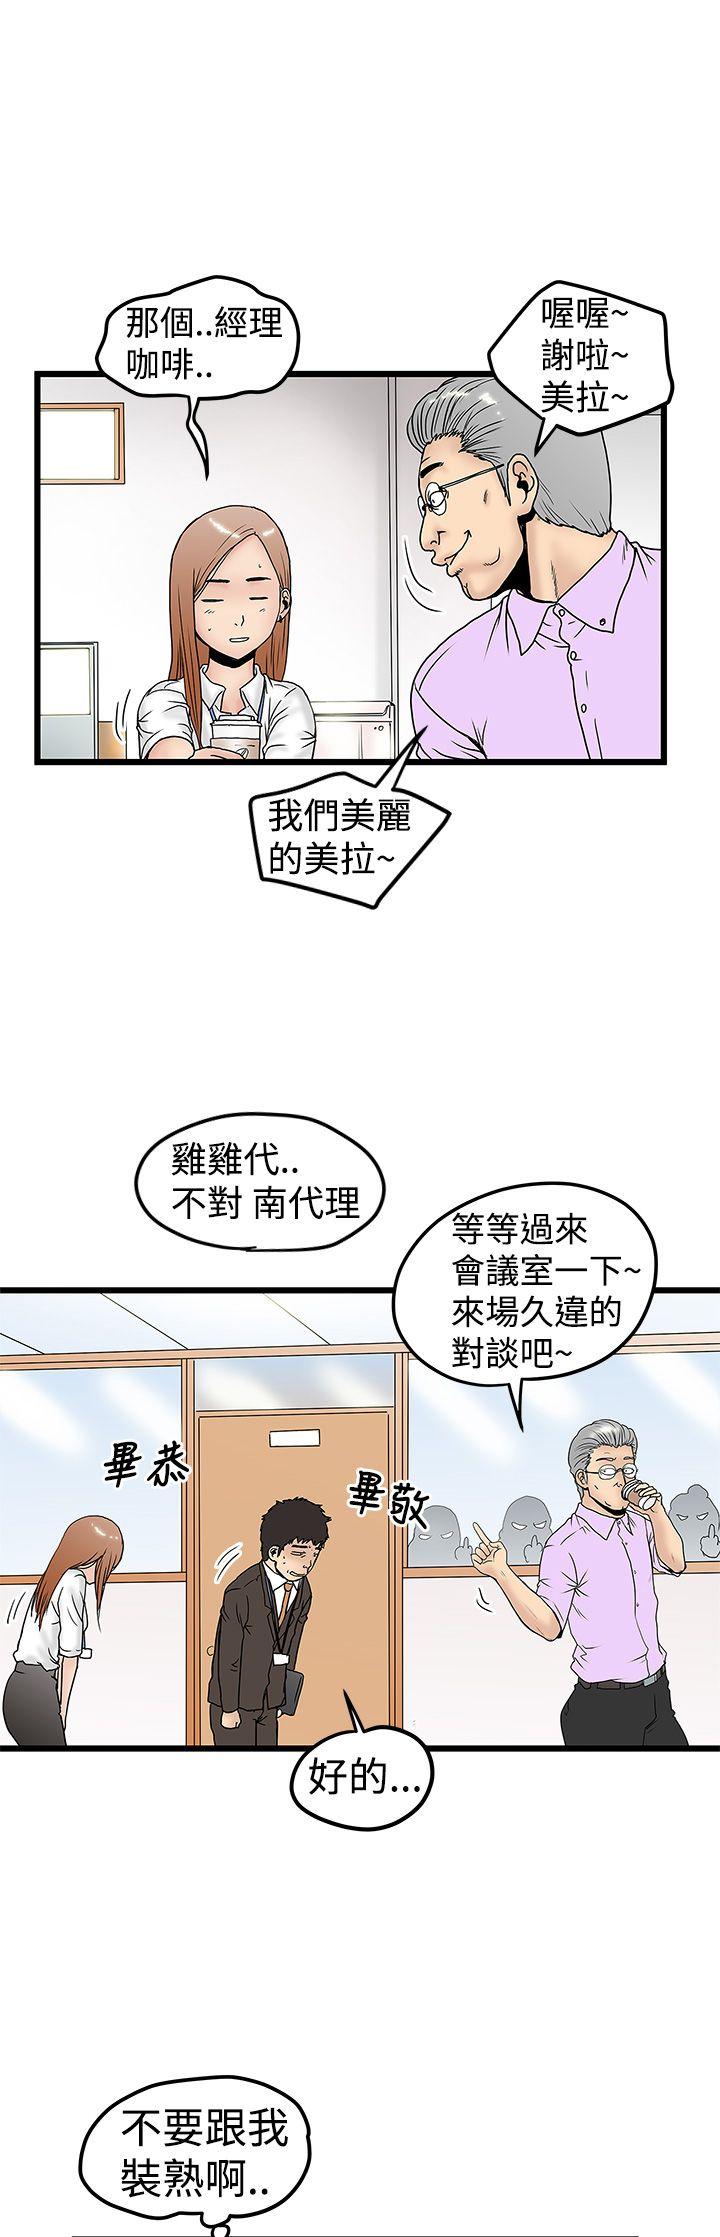 那個..經理
咖啡..
喔喔~
謝啦~
美拉~
我們美麗
的美拉~
雞雞代..
不對 南代理
等等過來
會議室一下~
來場久違的
對談吧~
畢恭
畢敬
好的...
不要跟我
裝熟啊..